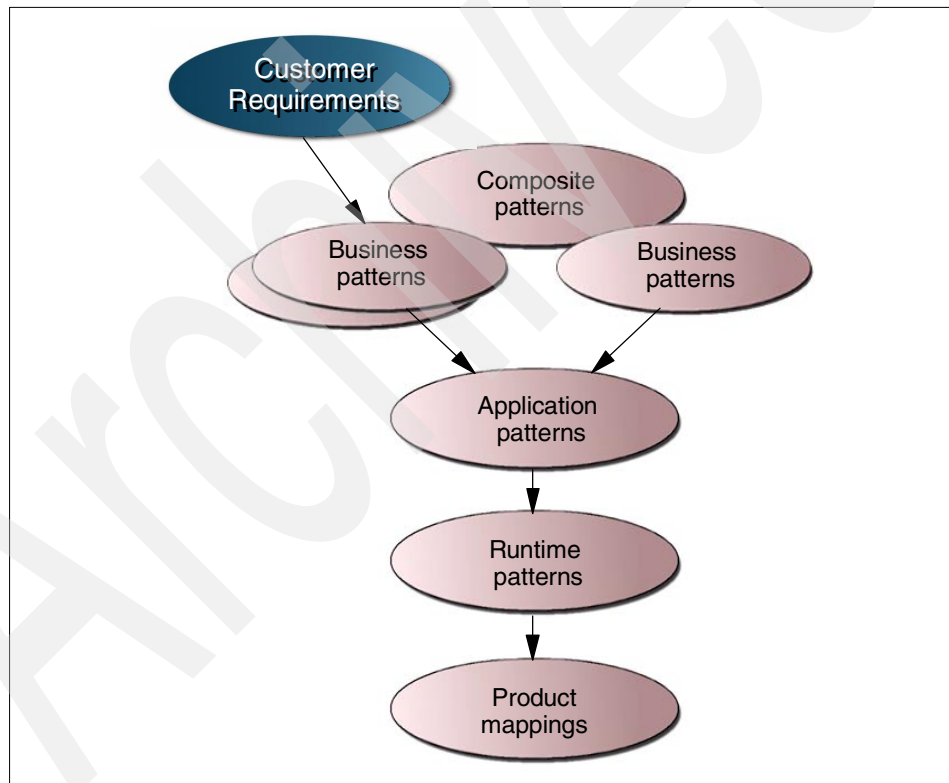 Customer
Requirements
Composite
patterns
Business
patterns
Business
patterns
Application
patterns
Runtime
patterns
Product
mappings